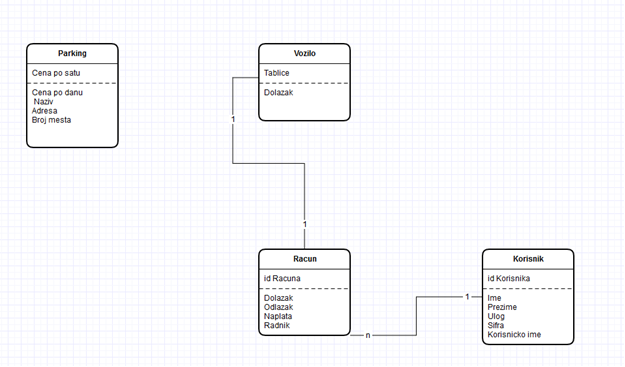 Parking
Cena po satu
Cena po danu
Naziv
Adresa
Broj mesta
Vozilo
Tablice
Dolazak
1
1
Racun
id Racuna
Dolazak
Odlazak
Naplata
Radnik
n
1
Korisnik
id Korisnika
Ime
Prezime
Ulog
Sifra
Korisnicko ime